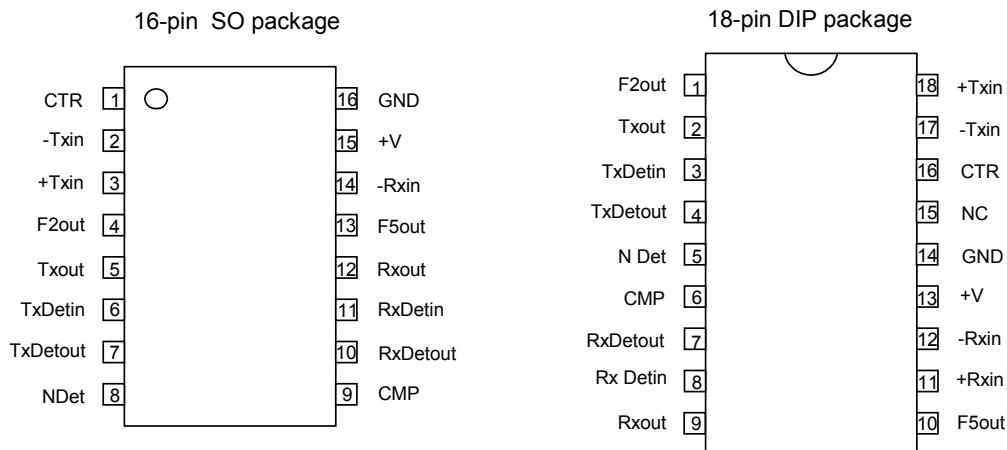 16-pin SO package
CTR 1 16 GND
-Txin 2 15 +V
+Txin 3 14 -Rxin
F2out 4 13 F5out
Txout 5 12 Rxout
TxDetin 6 11 RxDetin
TxDetout 7 10 RxDetout
NDet 8 9 CMP
18-pin DIP package
F2out 1 18 +Txin
Txout 2 17 -Txin
TxDetin 3 16 CTR
TxDetout 4 15 NC
N Det 5 14 GND
CMP 6 13 +V
RxDetout 7 12 -Rxin
Rx Detin 8 11 +Rxin
Rxout 9 10 F5out